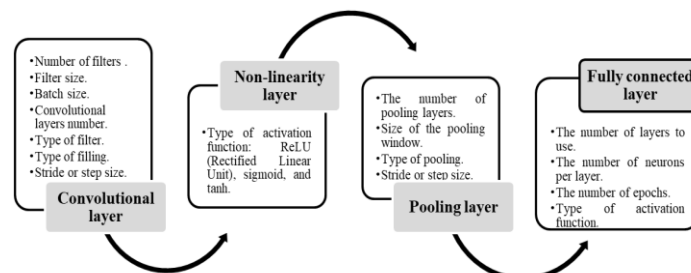 •Number of filters .
•Filter size.
•Batch size.
•Convolutional
layers number.
•Type of filter.
•Type of filling.
•Stride or step size.
Convolutional
layer
Non-linearity
layer
•Type of activation
function: ReLU
(Rectified Linear
Unit), sigmoid, and
tanh.
•The number of
pooling layers.
•Size of the pooling
window.
•Type of pooling.
•Stride or step size.
Pooling layer
Fully connected
layer
•The number of layers to
use.
•The number of neurons
per layer.
•The number of epochs.
•Type of activation
function.